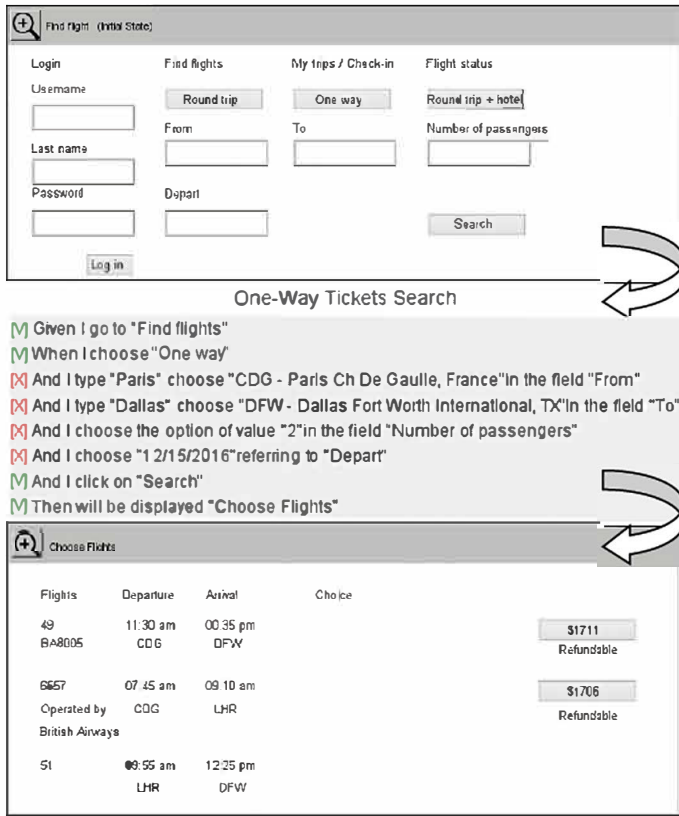 Find flight (Initial State)
Login Find flights My trips / Check-in Flight status
Username
Round trip One way Round trip + hotel
From To Number of passengers
Last name
Password Depart
Search
Log in
One-Way Tickets Search
[V] Given I go to "Find flights"
[V] When I choose "One way"
[X] And I type "Paris" choose "CDG - Paris Ch De Gaulle, France"in the field "From"
[X] And I type "Dallas" choose "DFW - Dallas Fort Worth International, TX"in the field "To"
[X] And I choose the option of value "2"in the field "Number of passengers"
[X] And I choose "12/15/2016"referring to "Depart"
[V] And I click on "Search"
[V] Then will be displayed "Choose Flights"
Choose Flights
Flights Departure Arrival Choice
49 11:30 am 00:35 pm $1711
BA8005 CDG DFW Refundable
6657 07:45 am 09:10 am $1706
Operated by CDG LHR Refundable
British Airways
51 09:55 am 12:25 pm
LHR DFW